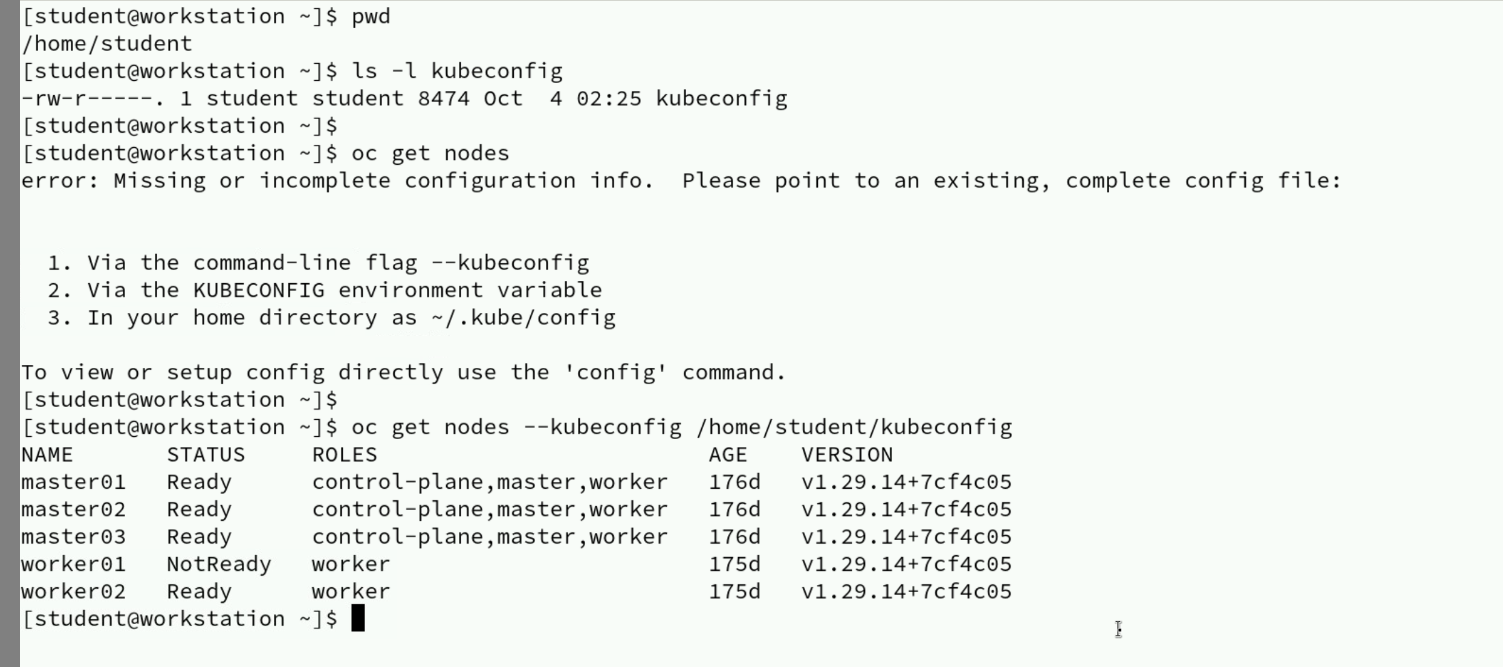 [student@workstation ~]$ pwd
/home/student
[student@workstation ~]$ ls -l kubeconfig
-rw-r-----. 1 student student 8474 Oct  4 02:25 kubeconfig
[student@workstation ~]$
[student@workstation ~]$ oc get nodes
error: Missing or incomplete configuration info.  Please point to an existing, complete config file:


  1. Via the command-line flag --kubeconfig
  2. Via the KUBECONFIG environment variable
  3. In your home directory as ~/.kube/config

To view or setup config directly use the 'config' command.
[student@workstation ~]$
[student@workstation ~]$ oc get nodes --kubeconfig /home/student/kubeconfig
NAME       STATUS     ROLES                         AGE    VERSION
master01   Ready      control-plane,master,worker   176d   v1.29.14+7cf4c05
master02   Ready      control-plane,master,worker   176d   v1.29.14+7cf4c05
master03   Ready      control-plane,master,worker   176d   v1.29.14+7cf4c05
worker01   NotReady   worker                        175d   v1.29.14+7cf4c05
worker02   Ready      worker                        175d   v1.29.14+7cf4c05
[student@workstation ~]$